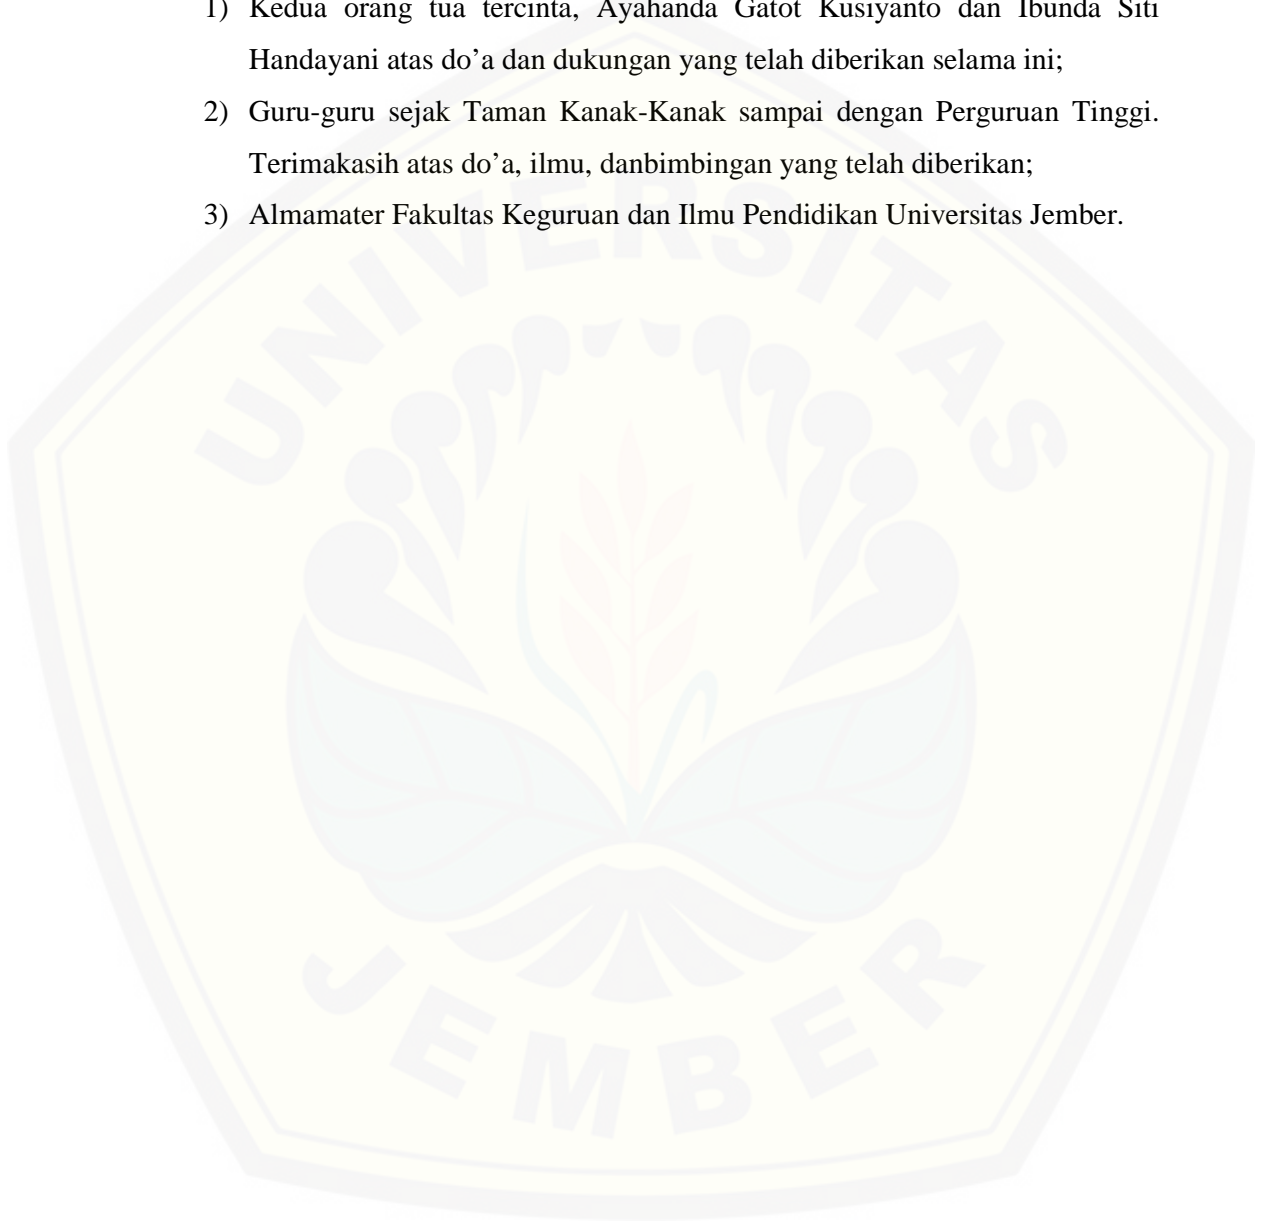 1) Kedua orang tua tercinta, Ayahanda Gatot Kusiyanto dan Ibunda Siti
Handayani atas do’a dan dukungan yang telah diberikan selama ini;
2) Guru-guru sejak Taman Kanak-Kanak sampai dengan Perguruan Tinggi.
Terimakasih atas do’a, ilmu, danbimbingan yang telah diberikan;
3) Almamater Fakultas Keguruan dan Ilmu Pendidikan Universitas Jember.
UNIVERSITAS
JEMBER